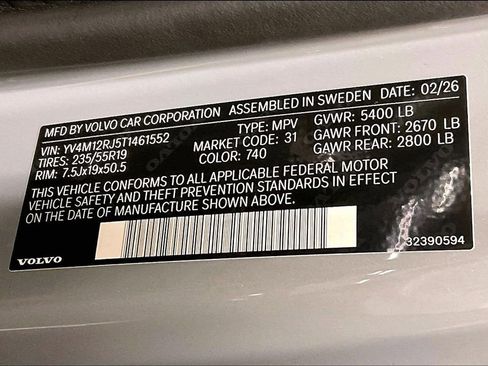 MFD BY VOLVO CAR CORPORATION ASSEMBLED IN SWEDEN DATE: 02/26
VIN: YV4M12RJ5T1461552 TYPE: MPV GVWR: 5400 LB
TIRES: 235/55R19 MARKET CODE: 31 GAWR FRONT: 2670 LB
RIM: 7.5Jx19x50.5 COLOR: 740 GAWR REAR: 2800 LB
THIS VEHICLE CONFORMS TO ALL APPLICABLE FEDERAL MOTOR
VEHICLE SAFETY AND THEFT PREVENTION STANDARDS IN EFFECT
ON THE DATE OF MANUFACTURE SHOWN ABOVE.
VOLVO 32390594